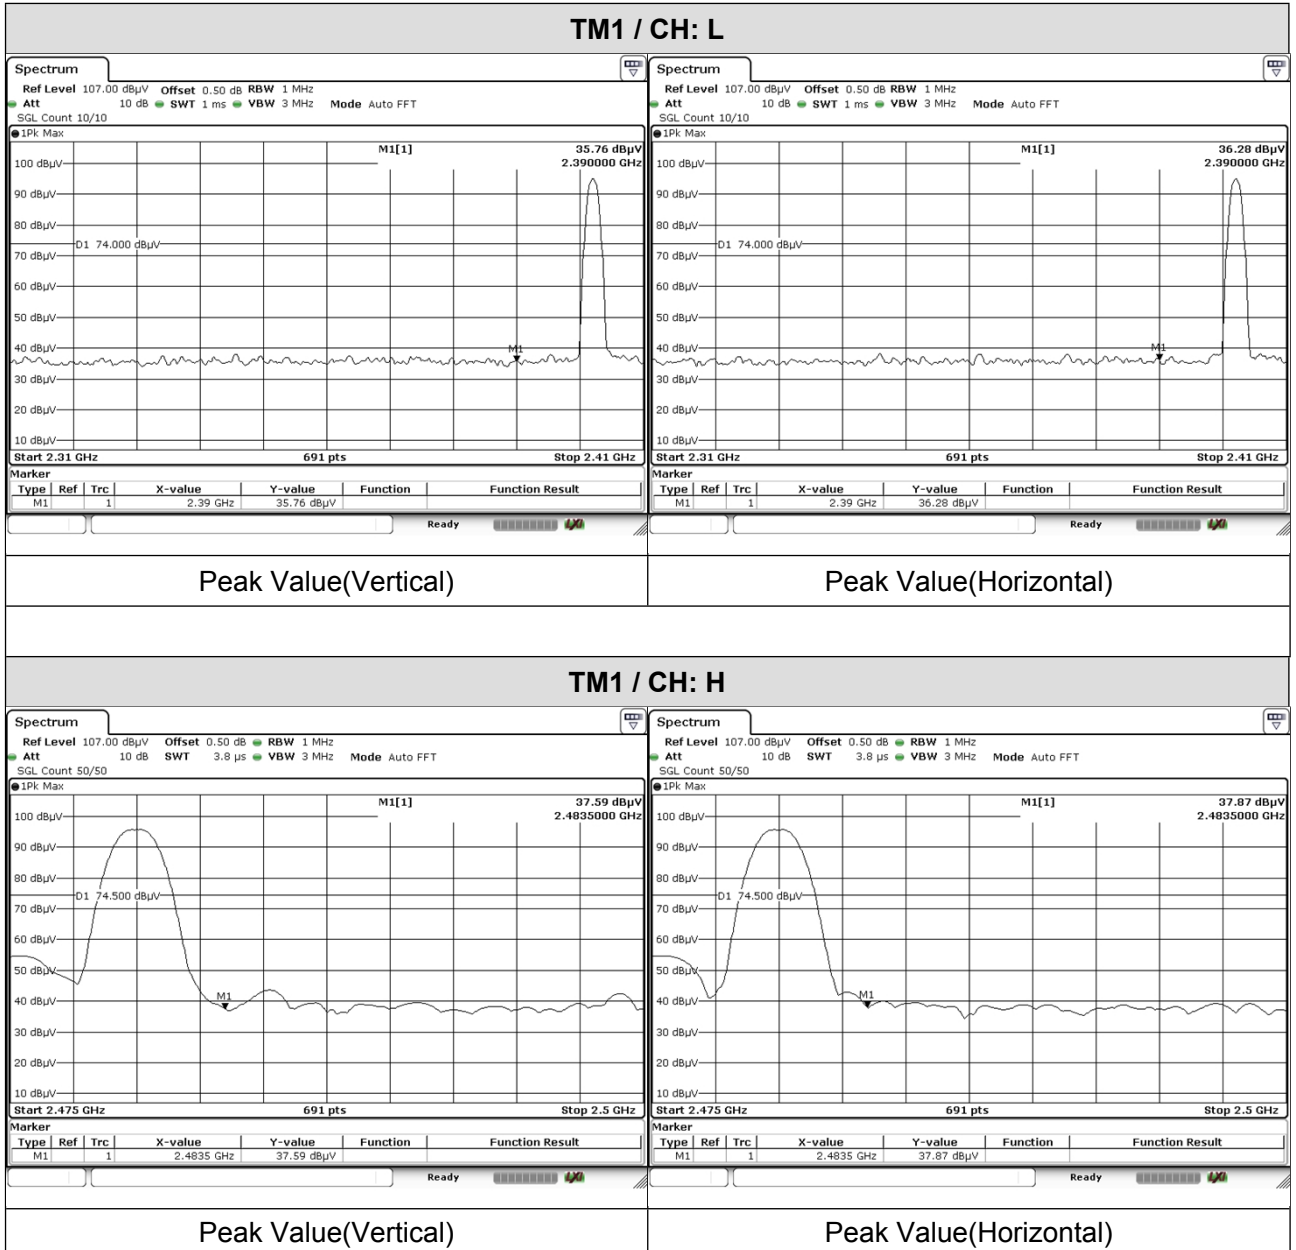 TM1 / CH: L
Spectrum
Ref Level 107.00 dBµV Offset 0.50 dB RBW 1 MHz
Att 10 dB SWT 1 ms VBW 3 MHz Mode Auto FFT
SGL Count 10/10
1Pk Max
M1[1] 35.76 dBµV
2.390000 GHz
100 dBµV
90 dBµV
80 dBµV
D1 74.000 dBµV
70 dBµV
60 dBµV
50 dBµV
40 dBµV
M1
30 dBµV
20 dBµV
10 dBµV
Start 2.31 GHz 691 pts Stop 2.41 GHz
Marker
Type Ref Trc X-value Y-value Function Function Result
M1 1 2.39 GHz 35.76 dBµV
Ready LXI
Peak Value(Vertical)
Spectrum
Ref Level 107.00 dBµV Offset 0.50 dB RBW 1 MHz
Att 10 dB SWT 1 ms VBW 3 MHz Mode Auto FFT
SGL Count 10/10
1Pk Max
M1[1] 36.28 dBµV
2.390000 GHz
100 dBµV
90 dBµV
80 dBµV
D1 74.000 dBµV
70 dBµV
60 dBµV
50 dBµV
40 dBµV
M1
30 dBµV
20 dBµV
10 dBµV
Start 2.31 GHz 691 pts Stop 2.41 GHz
Marker
Type Ref Trc X-value Y-value Function Function Result
M1 1 2.39 GHz 36.28 dBµV
Ready LXI
Peak Value(Horizontal)
TM1 / CH: H
Spectrum
Ref Level 107.00 dBµV Offset 0.50 dB RBW 1 MHz
Att 10 dB SWT 3.8 µs VBW 3 MHz Mode Auto FFT
SGL Count 50/50
1Pk Max
M1[1] 37.59 dBµV
2.4835000 GHz
100 dBµV
90 dBµV
80 dBµV
D1 74.500 dBµV
70 dBµV
60 dBµV
50 dBµV
40 dBµV
M1
30 dBµV
20 dBµV
10 dBµV
Start 2.475 GHz 691 pts Stop 2.5 GHz
Marker
Type Ref Trc X-value Y-value Function Function Result
M1 1 2.4835 GHz 37.59 dBµV
Ready LXI
Peak Value(Vertical)
Spectrum
Ref Level 107.00 dBµV Offset 0.50 dB RBW 1 MHz
Att 10 dB SWT 3.8 µs VBW 3 MHz Mode Auto FFT
SGL Count 50/50
1Pk Max
M1[1] 37.87 dBµV
2.4835000 GHz
100 dBµV
90 dBµV
80 dBµV
D1 74.500 dBµV
70 dBµV
60 dBµV
50 dBµV
40 dBµV
M1
30 dBµV
20 dBµV
10 dBµV
Start 2.475 GHz 691 pts Stop 2.5 GHz
Marker
Type Ref Trc X-value Y-value Function Function Result
M1 1 2.4835 GHz 37.87 dBµV
Ready LXI
Peak Value(Horizontal)